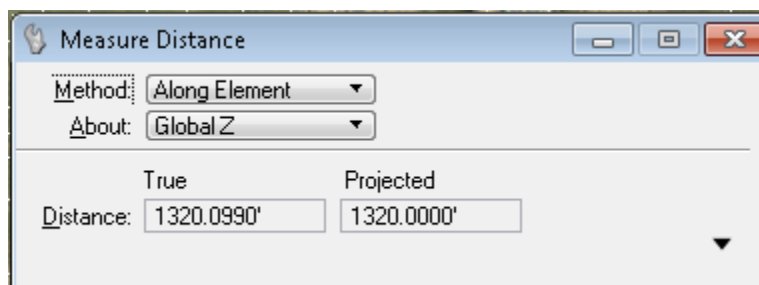 Measure Distance
Method: Along Element
About: Global Z
True Projected
Distance: 1320.0990' 1320.0000'